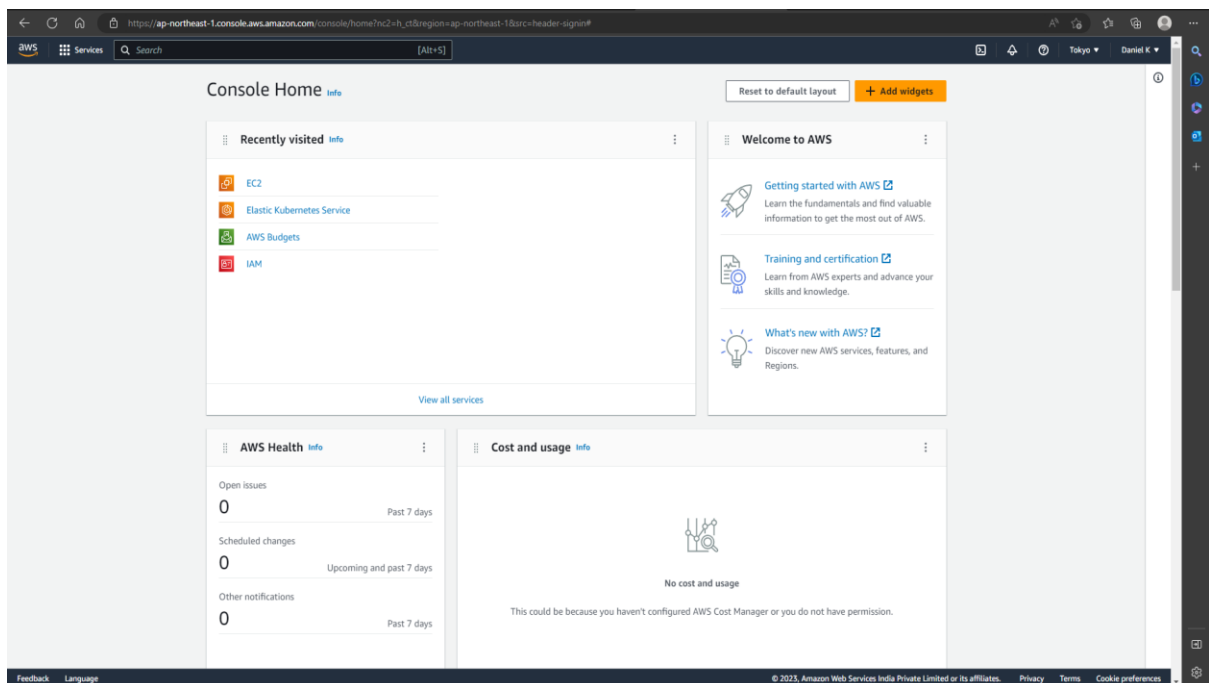 https://ap-northeast-1.console.aws.amazon.com/console/home?nc2=h_ct&region=ap-northeast-1&src=header-signin#
aws Services Search [Alt+S] Tokyo Daniel K
Console Home Info
Reset to default layout
+ Add widgets
Recently visited Info
EC2
Elastic Kubernetes Service
AWS Budgets
IAM
View all services
Welcome to AWS
Getting started with AWS
Learn the fundamentals and find valuable
information to get the most out of AWS.
Training and certification
Learn from AWS experts and advance your
skills and knowledge.
What's new with AWS?
Discover new AWS services, features, and
Regions.
AWS Health Info
Open issues
0 Past 7 days
Scheduled changes
0 Upcoming and past 7 days
Other notifications
0 Past 7 days
Cost and usage Info
No cost and usage
This could be because you haven't configured AWS Cost Manager or you do not have permission.
Feedback Language © 2023, Amazon Web Services India Private Limited or its affiliates. Privacy Terms Cookie preferences